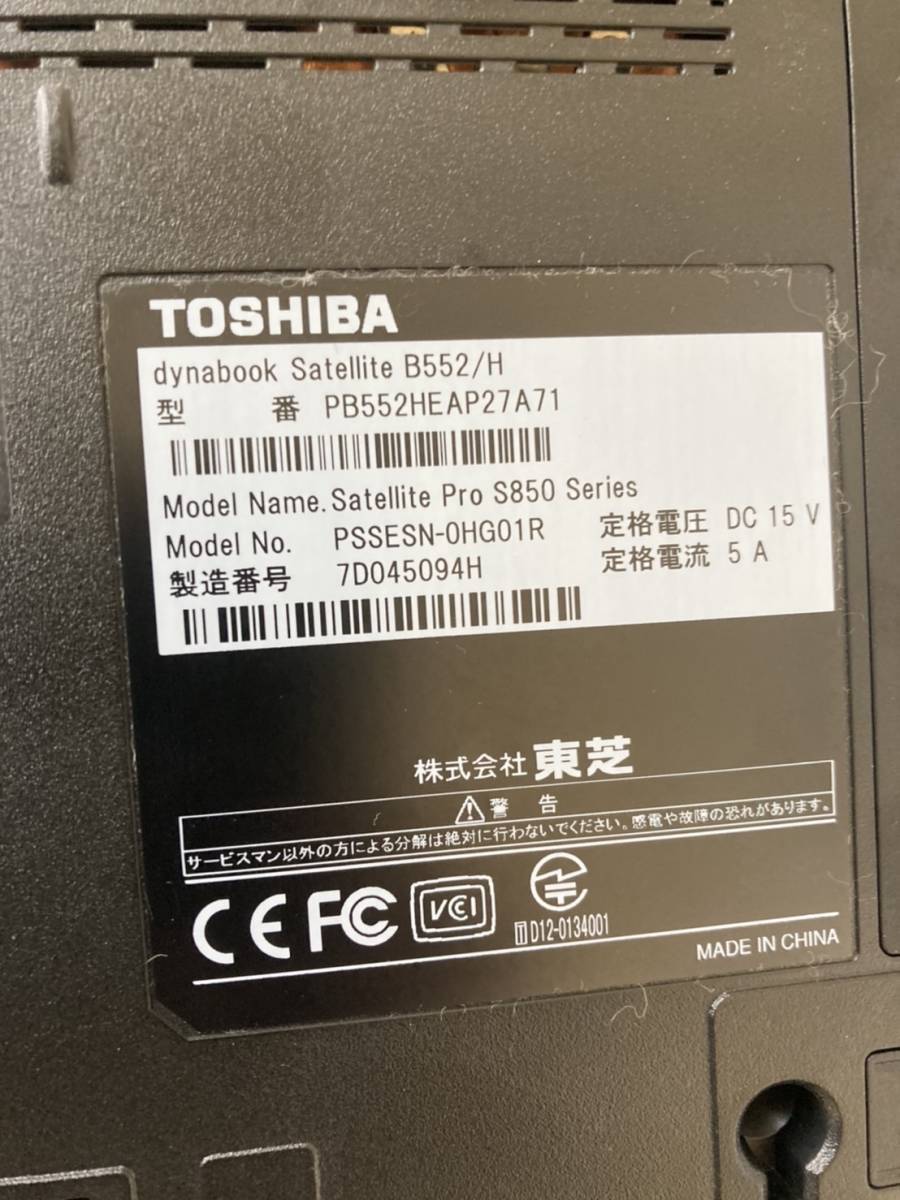 TOSHIBA
dynabook Satellite B552/H
型 番 PB552HEAP27A71
Model Name. Satellite Pro S850 Series
Model No. PSSESN-0HG01R 定格電圧 DC 15 V
製造番号 7D045094H 定格電流 5 A
株式会社 東芝
警 告
サービスマン以外の方による分解は絶対に行わないでください。感電や故障の恐れがあります。
CE FC VCI
T D12-0134001
MADE IN CHINA